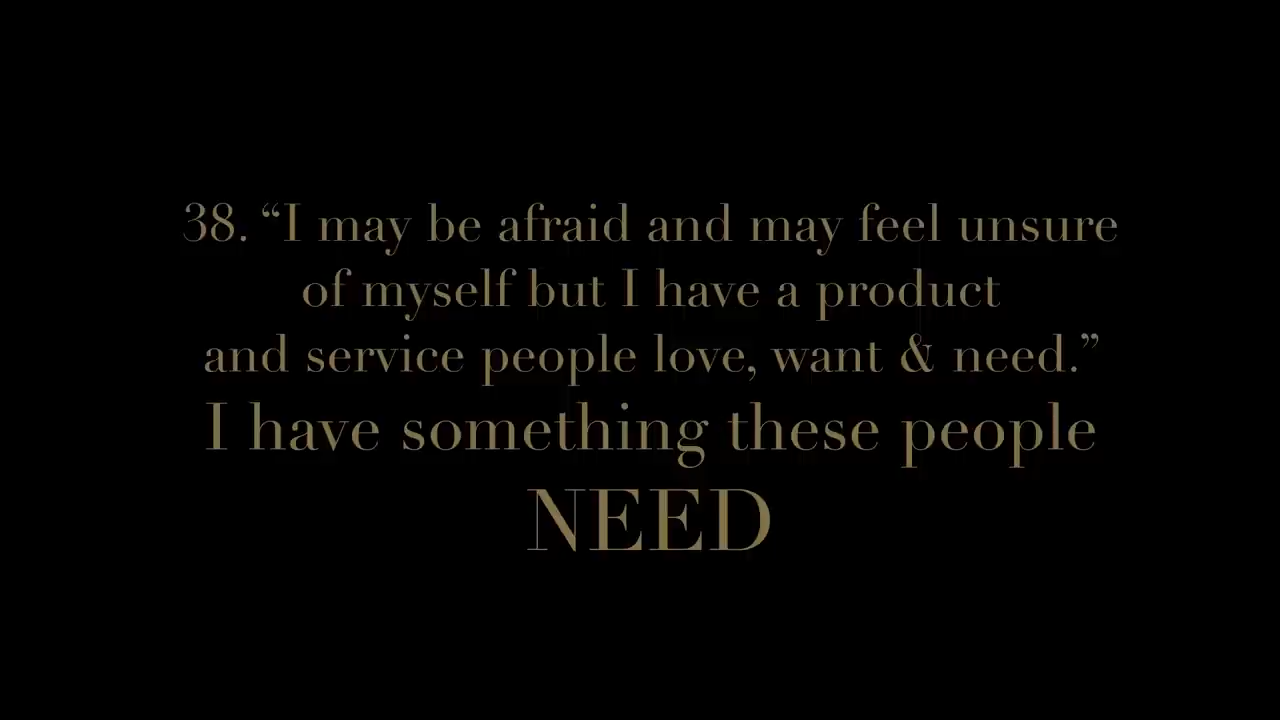 38. “I may be afraid and may feel unsure
of myself but I have a product
and service people love, want & need.”
I have something these people
NEED